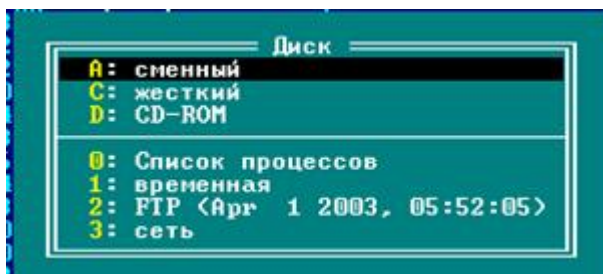 Диск
A: сменный
C: жесткий
D: CD-ROM
0: Список процессов
1: временная
2: FTP (Apr  1 2003, 05:52:05)
3: сеть